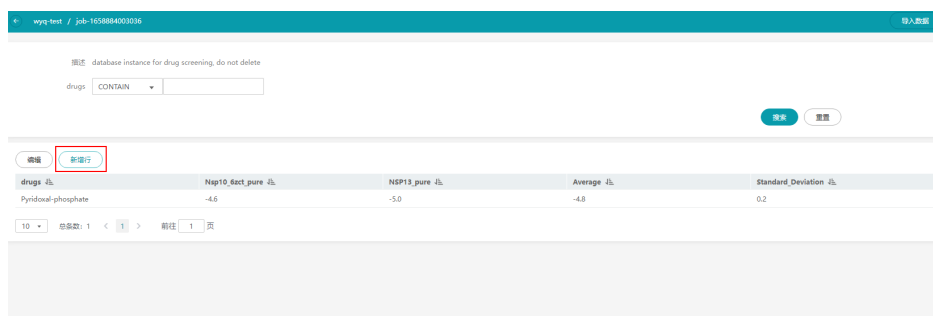 ← wyq-test / job-1658884003036 导入数据
描述 database instance for drug screening, do not delete
drugs CONTAIN
搜索 重置
编辑 新增行
drugs Nsp10_6zct_pure NSP13_pure Average Standard_Deviation
Pyridoxal-phosphate -4.6 -5.0 -4.8 0.2
10 总条数: 1 < 1 > 前往 1 页